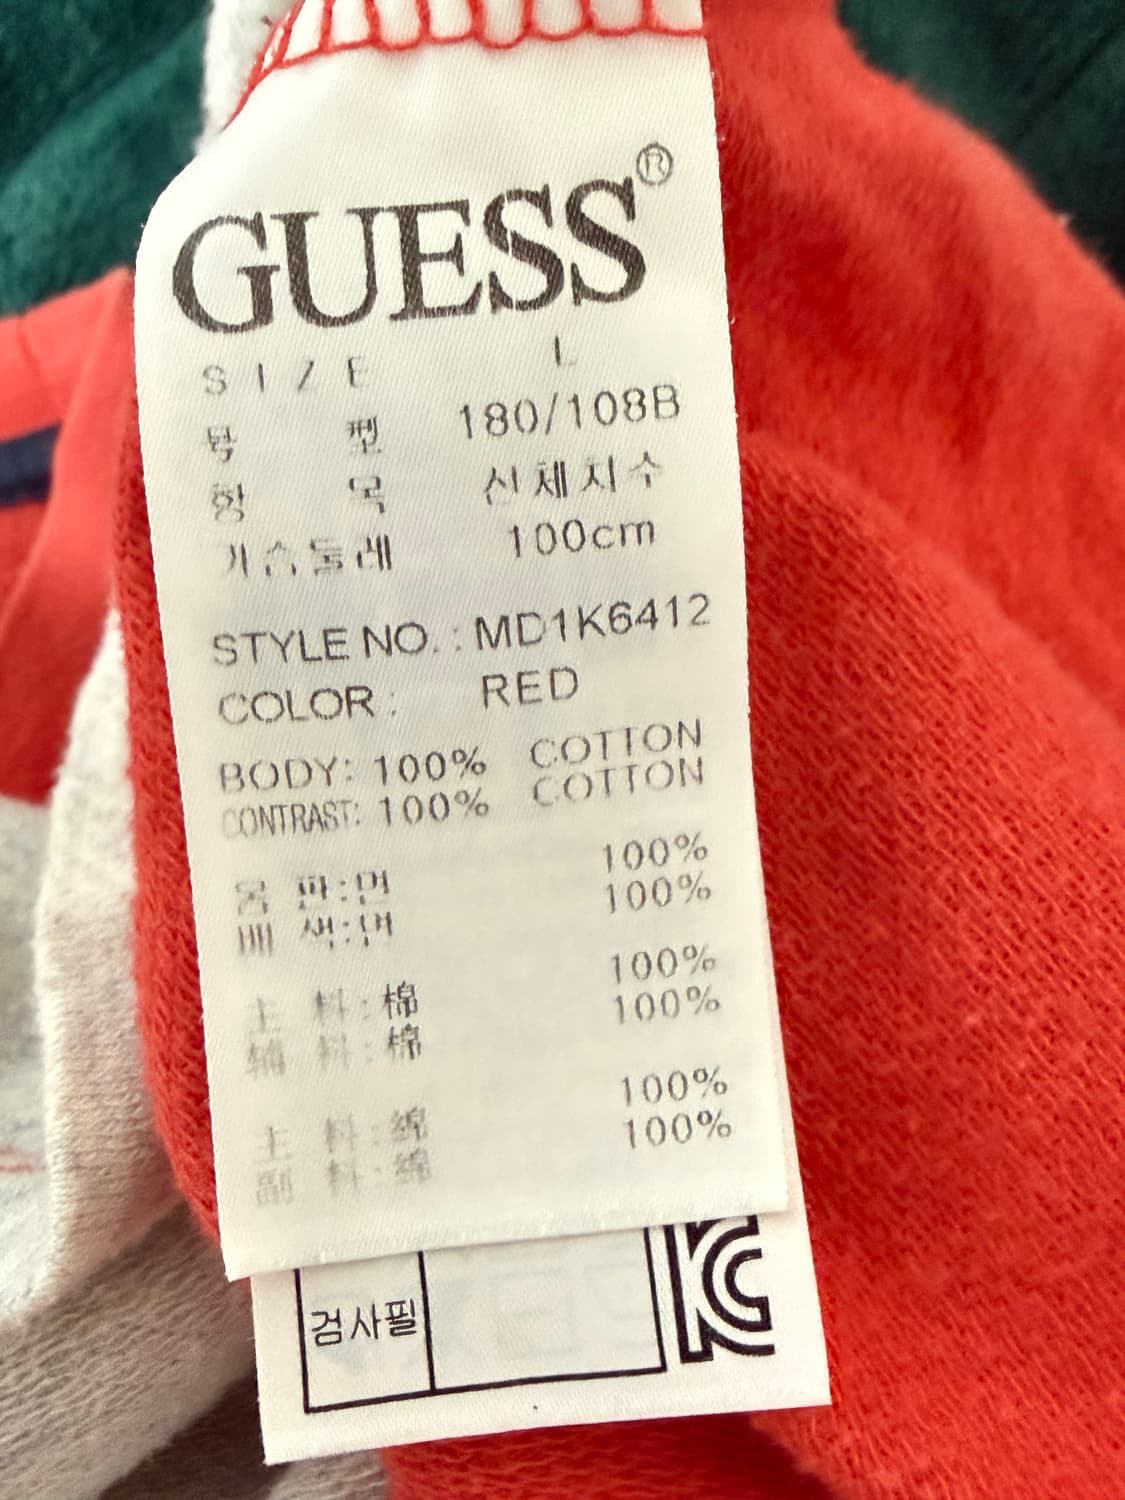 GUESS®
SIZE L
호 형 180/108B
항 목 신체치수
가슴둘레 100cm
STYLE NO. : MD1K6412
COLOR : RED
BODY: 100% COTTON
CONTRAST: 100% COTTON
몸 판:면 100%
배 색:면 100%
主 料:棉 100%
辅 料:棉 100%
主 料:綿 100%
副 料:綿 100%
검사필
KC